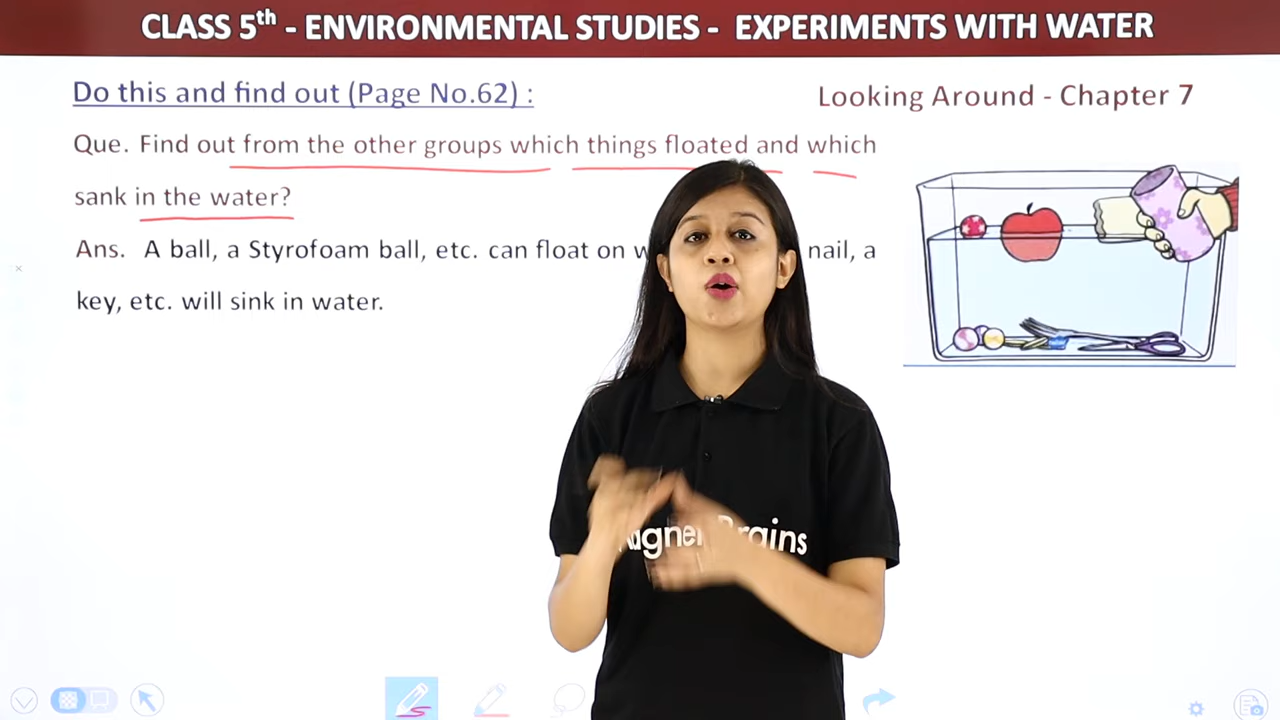 CLASS 5th - ENVIRONMENTAL STUDIES - EXPERIMENTS WITH WATER
Do this and find out (Page No.62) :
Looking Around - Chapter 7
Que. Find out from the other groups which things floated and which
sank in the water?
Ans. A ball, a Styrofoam ball, etc. can float on nail, a
key, etc. will sink in water.